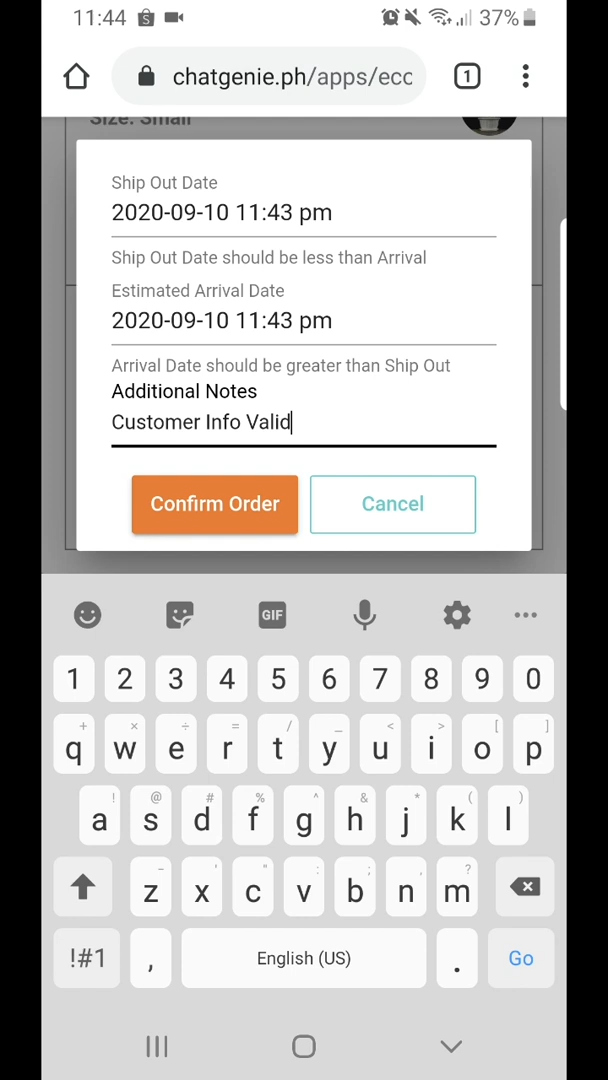 11:44 37%
chatgenie.ph/apps/ecc 1
Size: Small
Ship Out Date
2020-09-10 11:43 pm
Ship Out Date should be less than Arrival
Estimated Arrival Date
2020-09-10 11:43 pm
Arrival Date should be greater than Ship Out
Additional Notes
Customer Info Valid
Confirm Order Cancel
GIF
1 2 3 4 5 6 7 8 9 0
+ × ÷ = / _ < > [ ]
q w e r t y u i o p
! @ # % ^ & * ( )
a s d f g h j k l
- ' " : ; , ?
z x c v b n m
!#1 , English (US) . Go